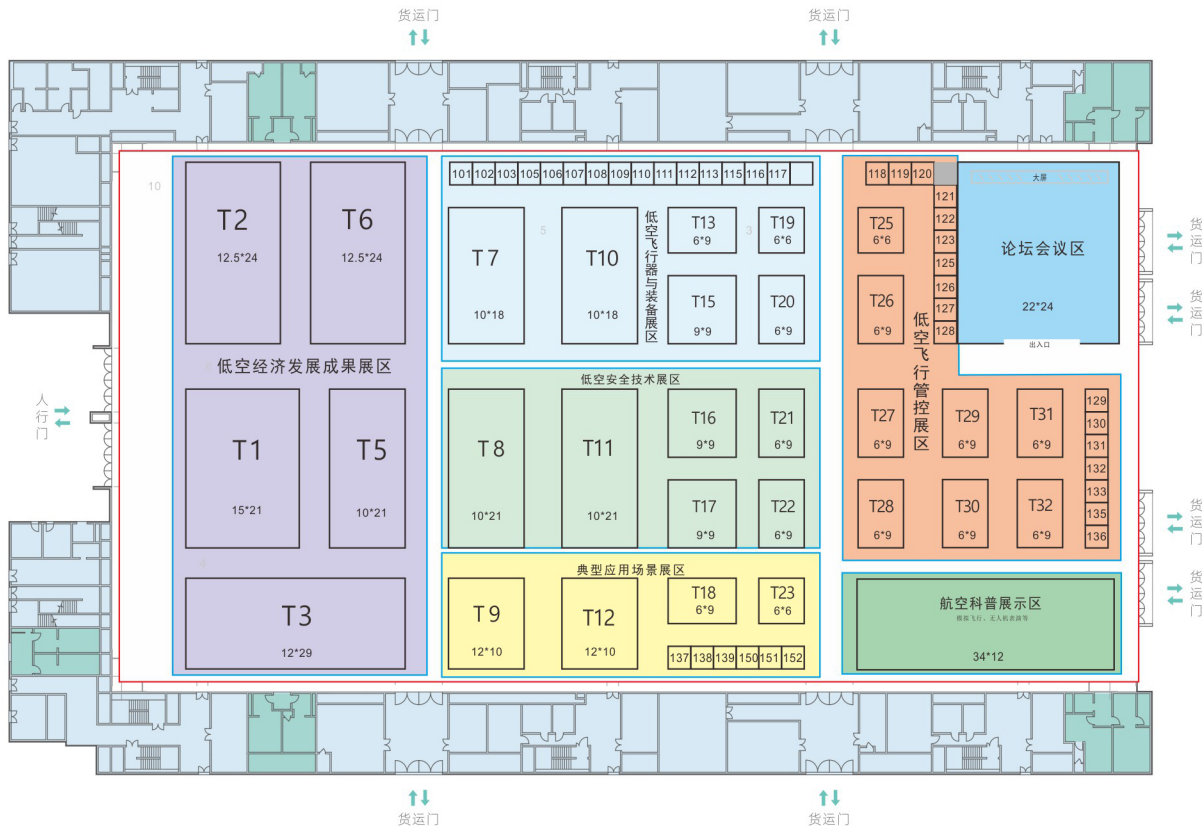 货运门
货运门
10
T2
12.5*24
T6
12.5*24
低空经济发展成果展区
T1
15*21
T5
10*21
T3
12*29
101 102 103 105 106 107 108 109 110 111 112 113 115 116 117
T7
10*18
5
T10
10*18
低空飞行器与装备展区
T13
6*9
3
T19
6*6
T15
9*9
T20
6*9
低空安全技术展区
T8
10*21
T11
10*21
T16
9*9
T21
6*9
T17
9*9
T22
6*9
典型应用场景展区
T9
12*10
T12
12*10
T18
6*9
T23
6*6
137 138 139 150 151 152
118 119 120
121
122
123
125
126
127
128
T25
6*6
T26
6*9
低空飞行管控展区
T27
6*9
T29
6*9
T31
6*9
T28
6*9
T30
6*9
T32
6*9
129
130
131
132
133
135
136
大屏
论坛会议区
22*24
出入口
航空科普展示区
模拟飞行、无人机表演等
34*12
人行门
货运门
货运门
货运门
货运门
货运门
货运门